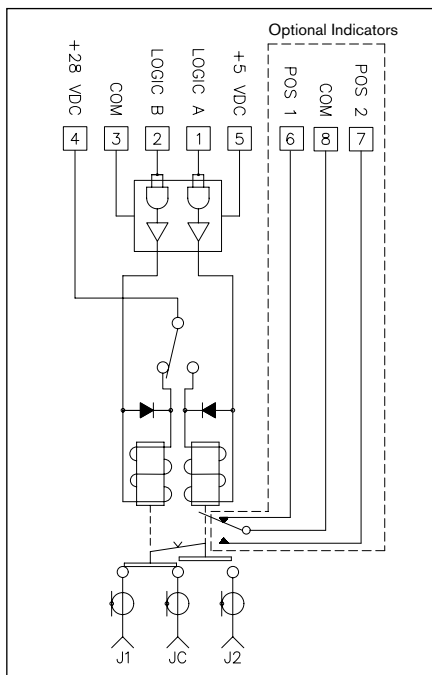 Optional Indicators
+28 VDC
COM
LOGIC B
LOGIC A
+5 VDC
POS 1
COM
POS 2
4
3
2
1
5
6
8
7
J1
JC
J2